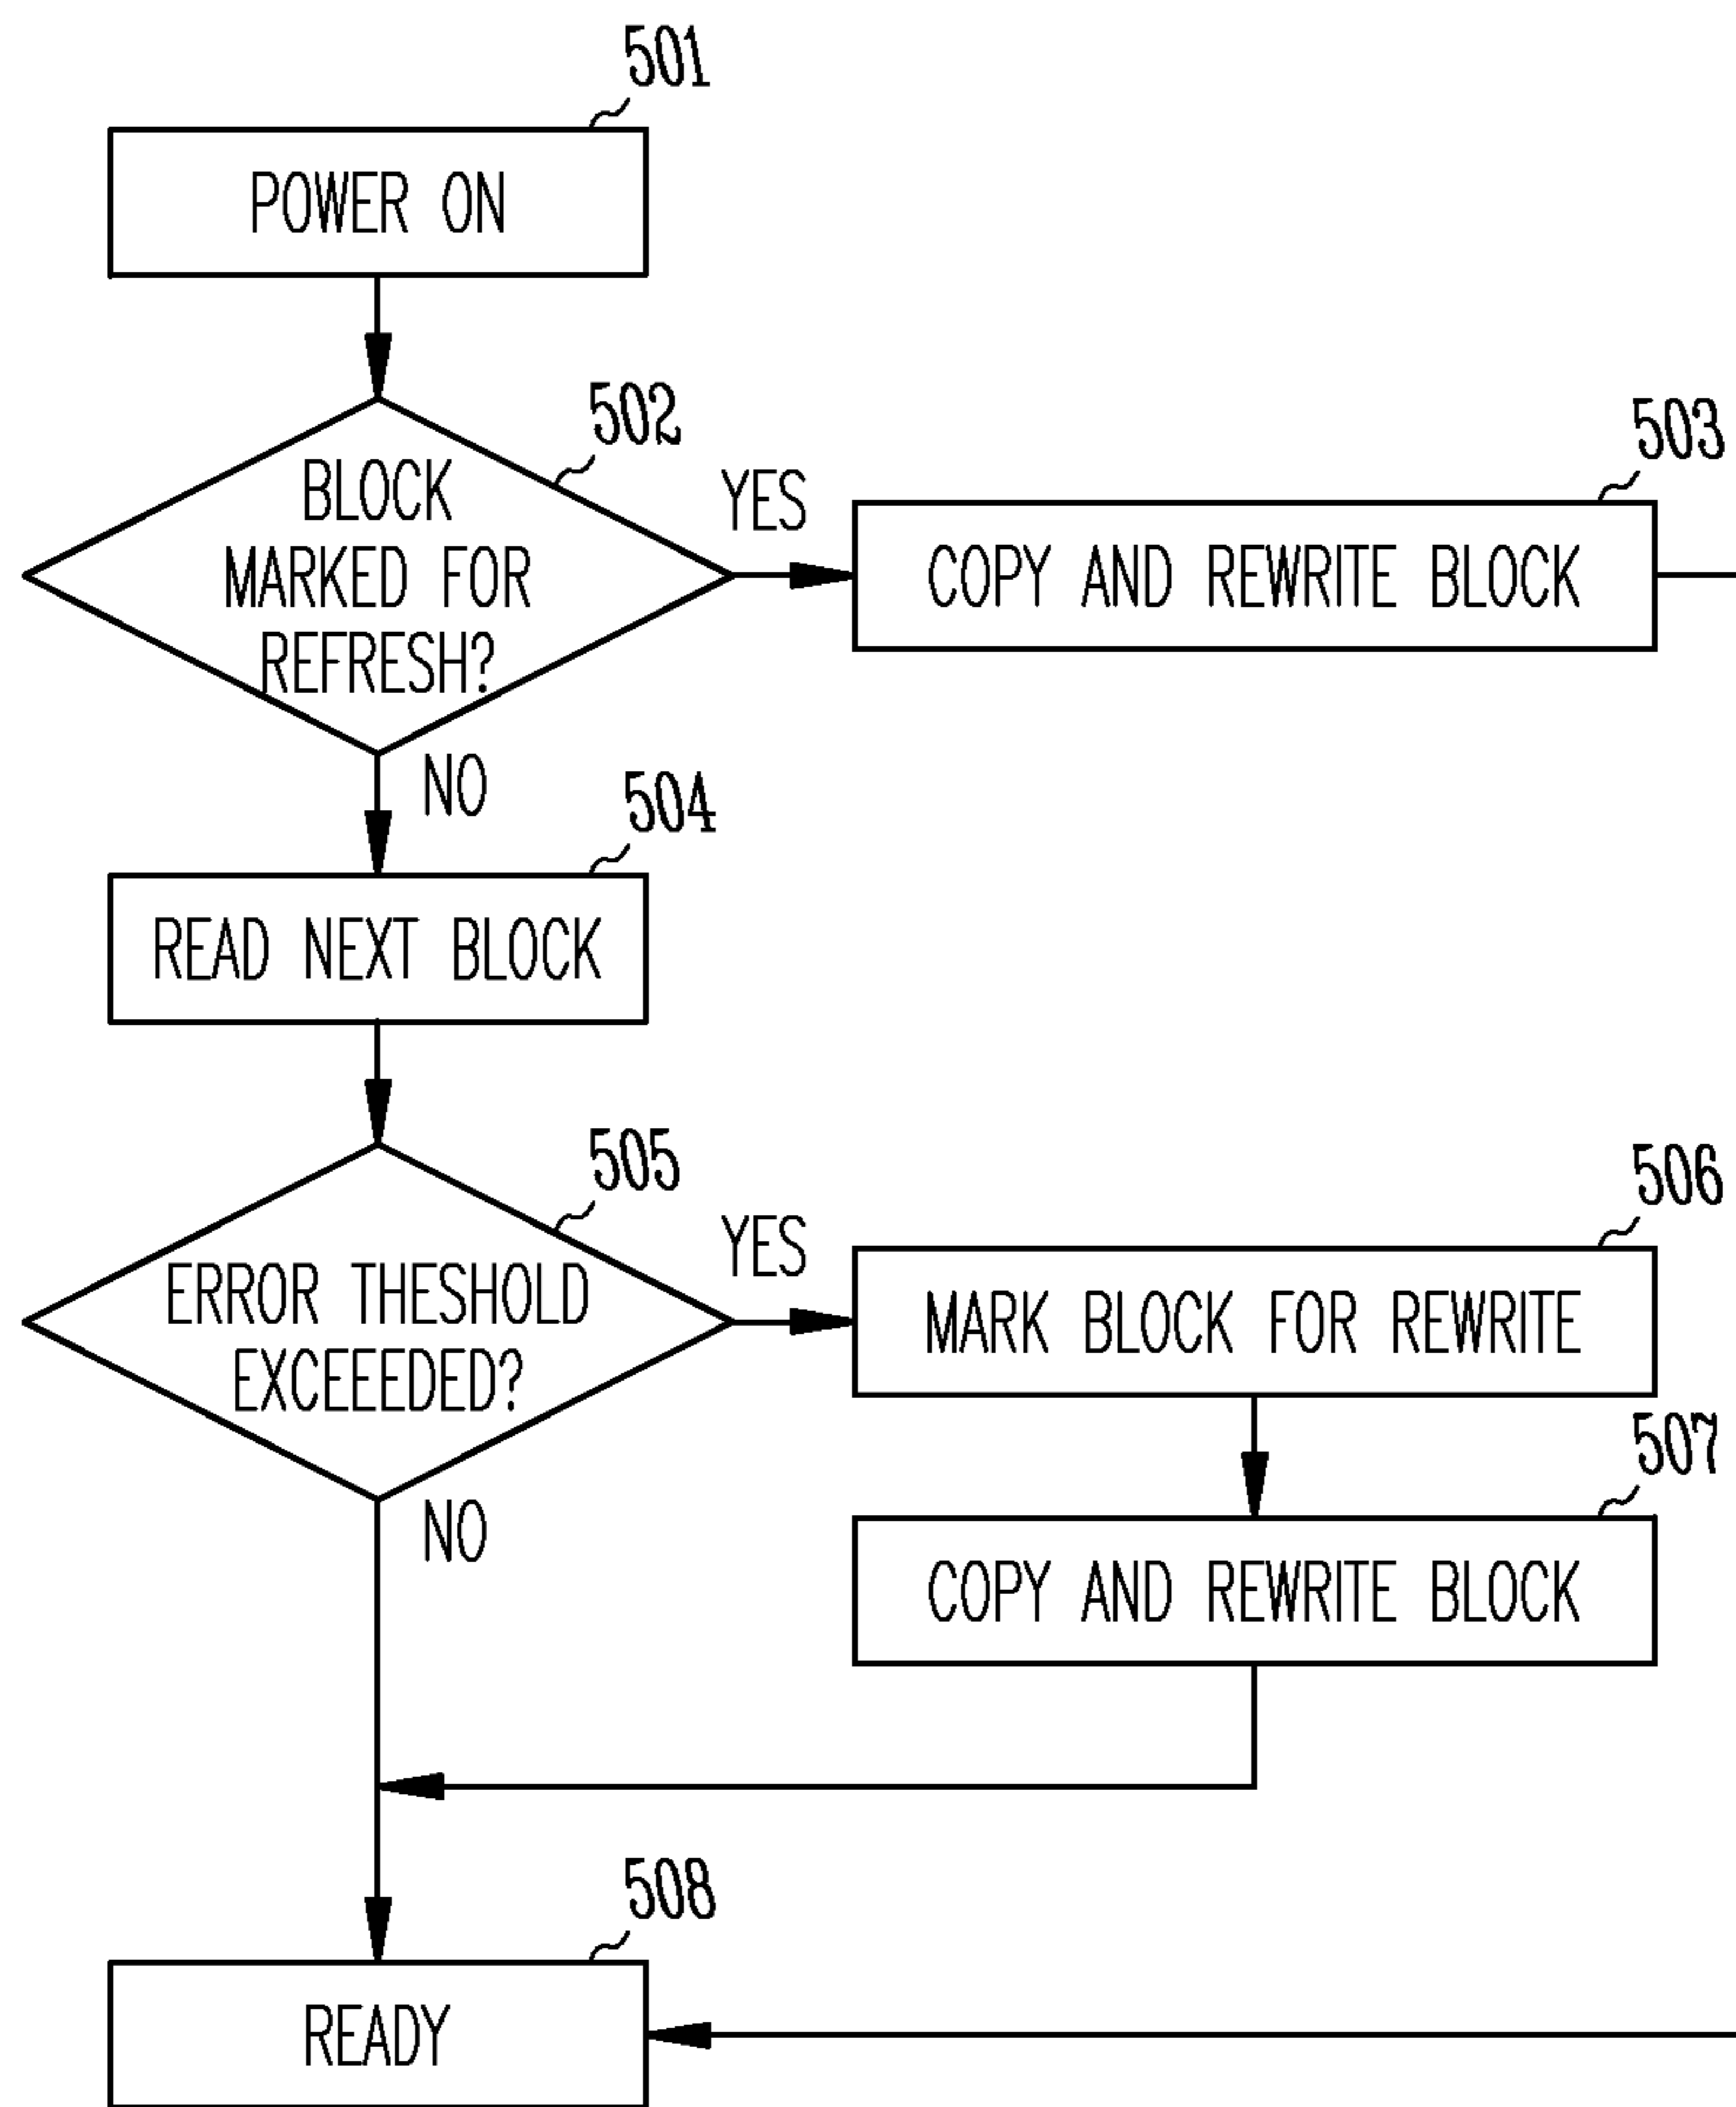 501
POWER ON
502
BLOCK
MARKED FOR
REFRESH?
YES
503
COPY AND REWRITE BLOCK
NO
504
READ NEXT BLOCK
505
ERROR THESHOLD
EXCEEEDED?
YES
506
MARK BLOCK FOR REWRITE
507
COPY AND REWRITE BLOCK
NO
508
READY